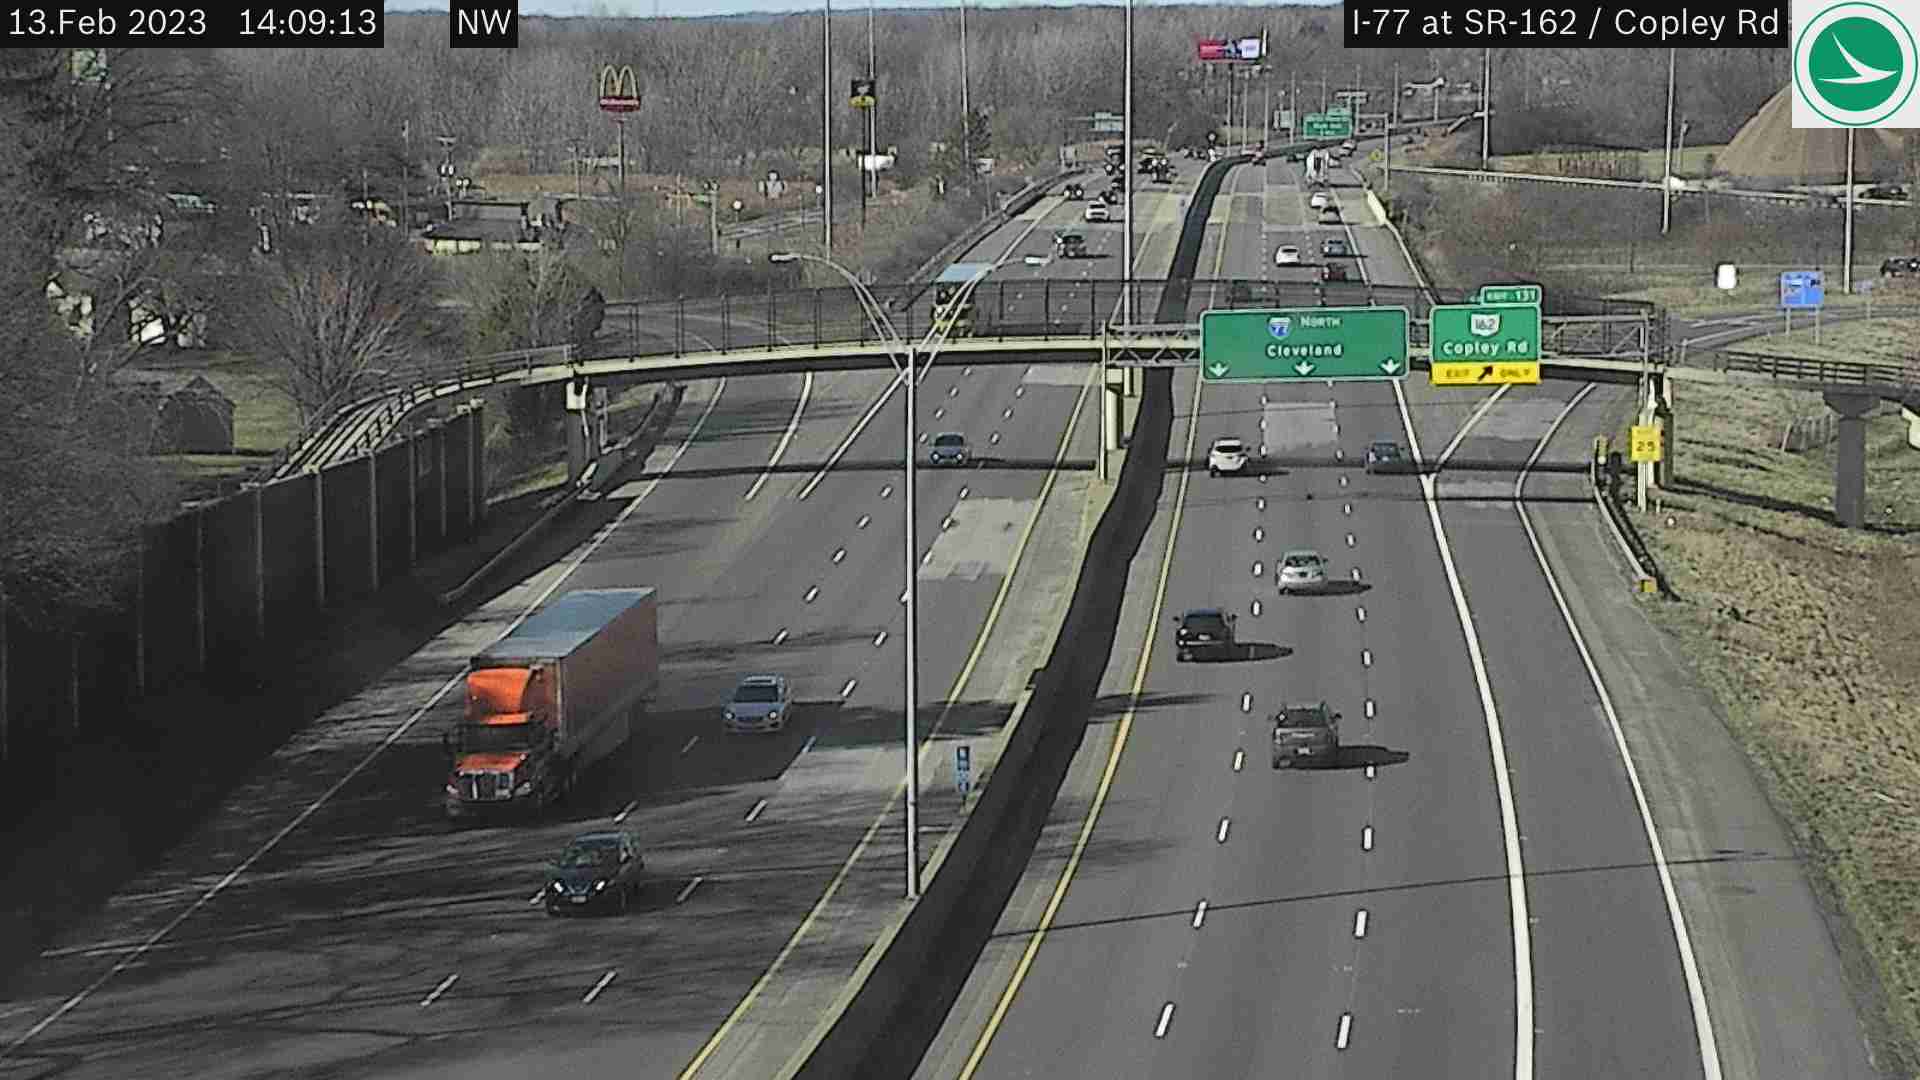 13.Feb 2023 14:09:13
NW
I-77 at SR-162 / Copley Rd
McDonald's
EXIT 131
77 NORTH
Cleveland
162
Copley Rd
EXIT ONLY
25